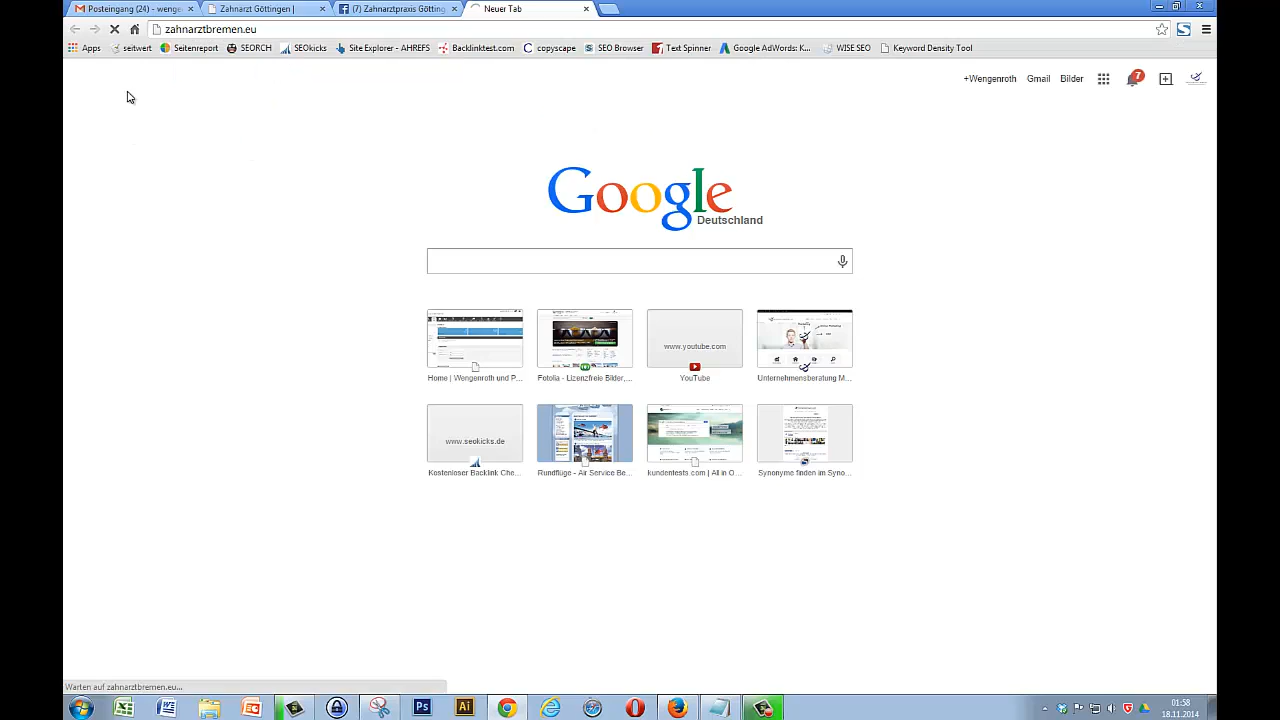 Posteingang (24) - wenge
Zahnarzt Göttingen |
(7) Zahnarztpraxis Götting
Neuer Tab
zahnarztbremen.eu
Apps
seitwert
Seitenreport
SEORCH
SEOkicks
Site Explorer - AHREFS
Backlinktest.com
copyscape
SEO Browser
Text Spinner
Google AdWords: K...
WISE SEO
Keyword Density Tool
+Wengenroth
Gmail
Bilder
7
Google
Deutschland
www.youtube.com
Home | Wengenroth und P...
Fotolia - Lizenzfreie Bilder,...
YouTube
Unternehmensberatung M...
www.seokicks.de
Kostenloser Backlink Che...
Rundflüge - Air Service Be...
kundentests.com | All in O...
Synonyme finden im Syno...
Warten auf zahnarztbremen.eu...
01:58
18.11.2014